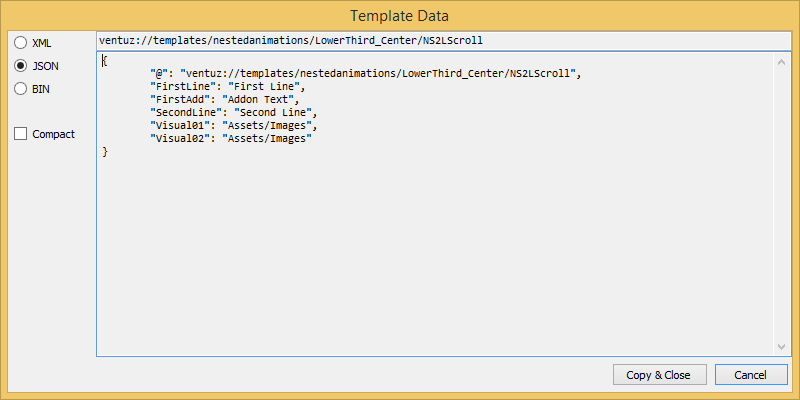 Template Data
XML
JSON
BIN
Compact
ventuz://templates/nestedanimations/LowerThird_Center/NS2LScroll
{
"@": "ventuz://templates/nestedanimations/LowerThird_Center/NS2LScroll",
"FirstLine": "First Line",
"FirstAdd": "Addon Text",
"SecondLine": "Second Line",
"Visual01": "Assets/Images",
"Visual02": "Assets/Images"
}
Copy & Close
Cancel